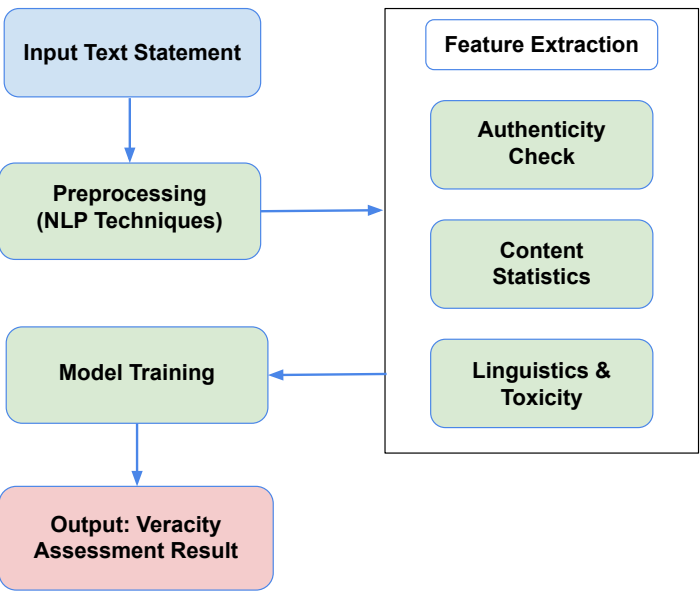 Input Text Statement
Preprocessing
(NLP Techniques)
Feature Extraction
Authenticity
Check
Content
Statistics
Linguistics &
Toxicity
Model Training
Output: Veracity
Assessment Result